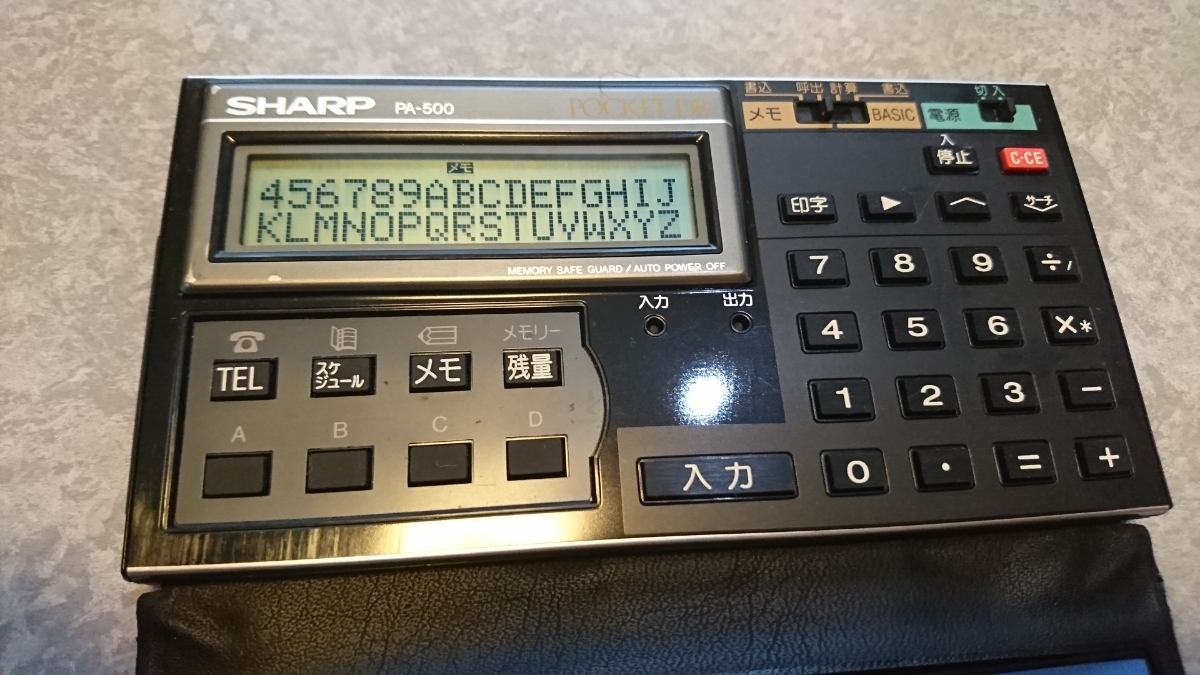 SHARP PA-500 POCKET DB
書込 呼出 計算 書込
メモ BASIC
切 入
電源
入
停止 C・CE
メモ
456789ABCDEFGHIJ
KLMNOPQRSTUVWXYZ
MEMORY SAFE GUARD / AUTO POWER OFF
印字 ▶ ︿ サーチ
7 8 9 ÷/
4 5 6 ×*
1 2 3 −
0 ・ = +
入力 出力
メモリー
TEL スケジュール メモ 残量
A B C D
入力